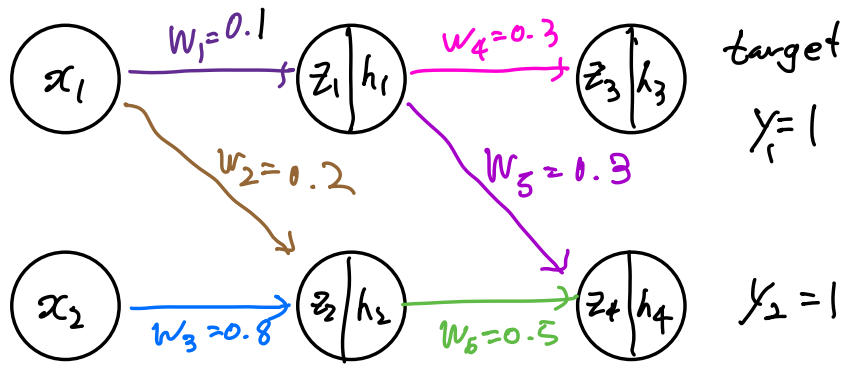 W₁=0.1
W₄=0.3
target
x₁
z₁ h₁
z₃ h₃
y₁=1
W₂=0.2
W₅=0.3
x₂
z₂ h₂
z₄ h₄
y₂=1
W₃=0.8
W₆=0.5